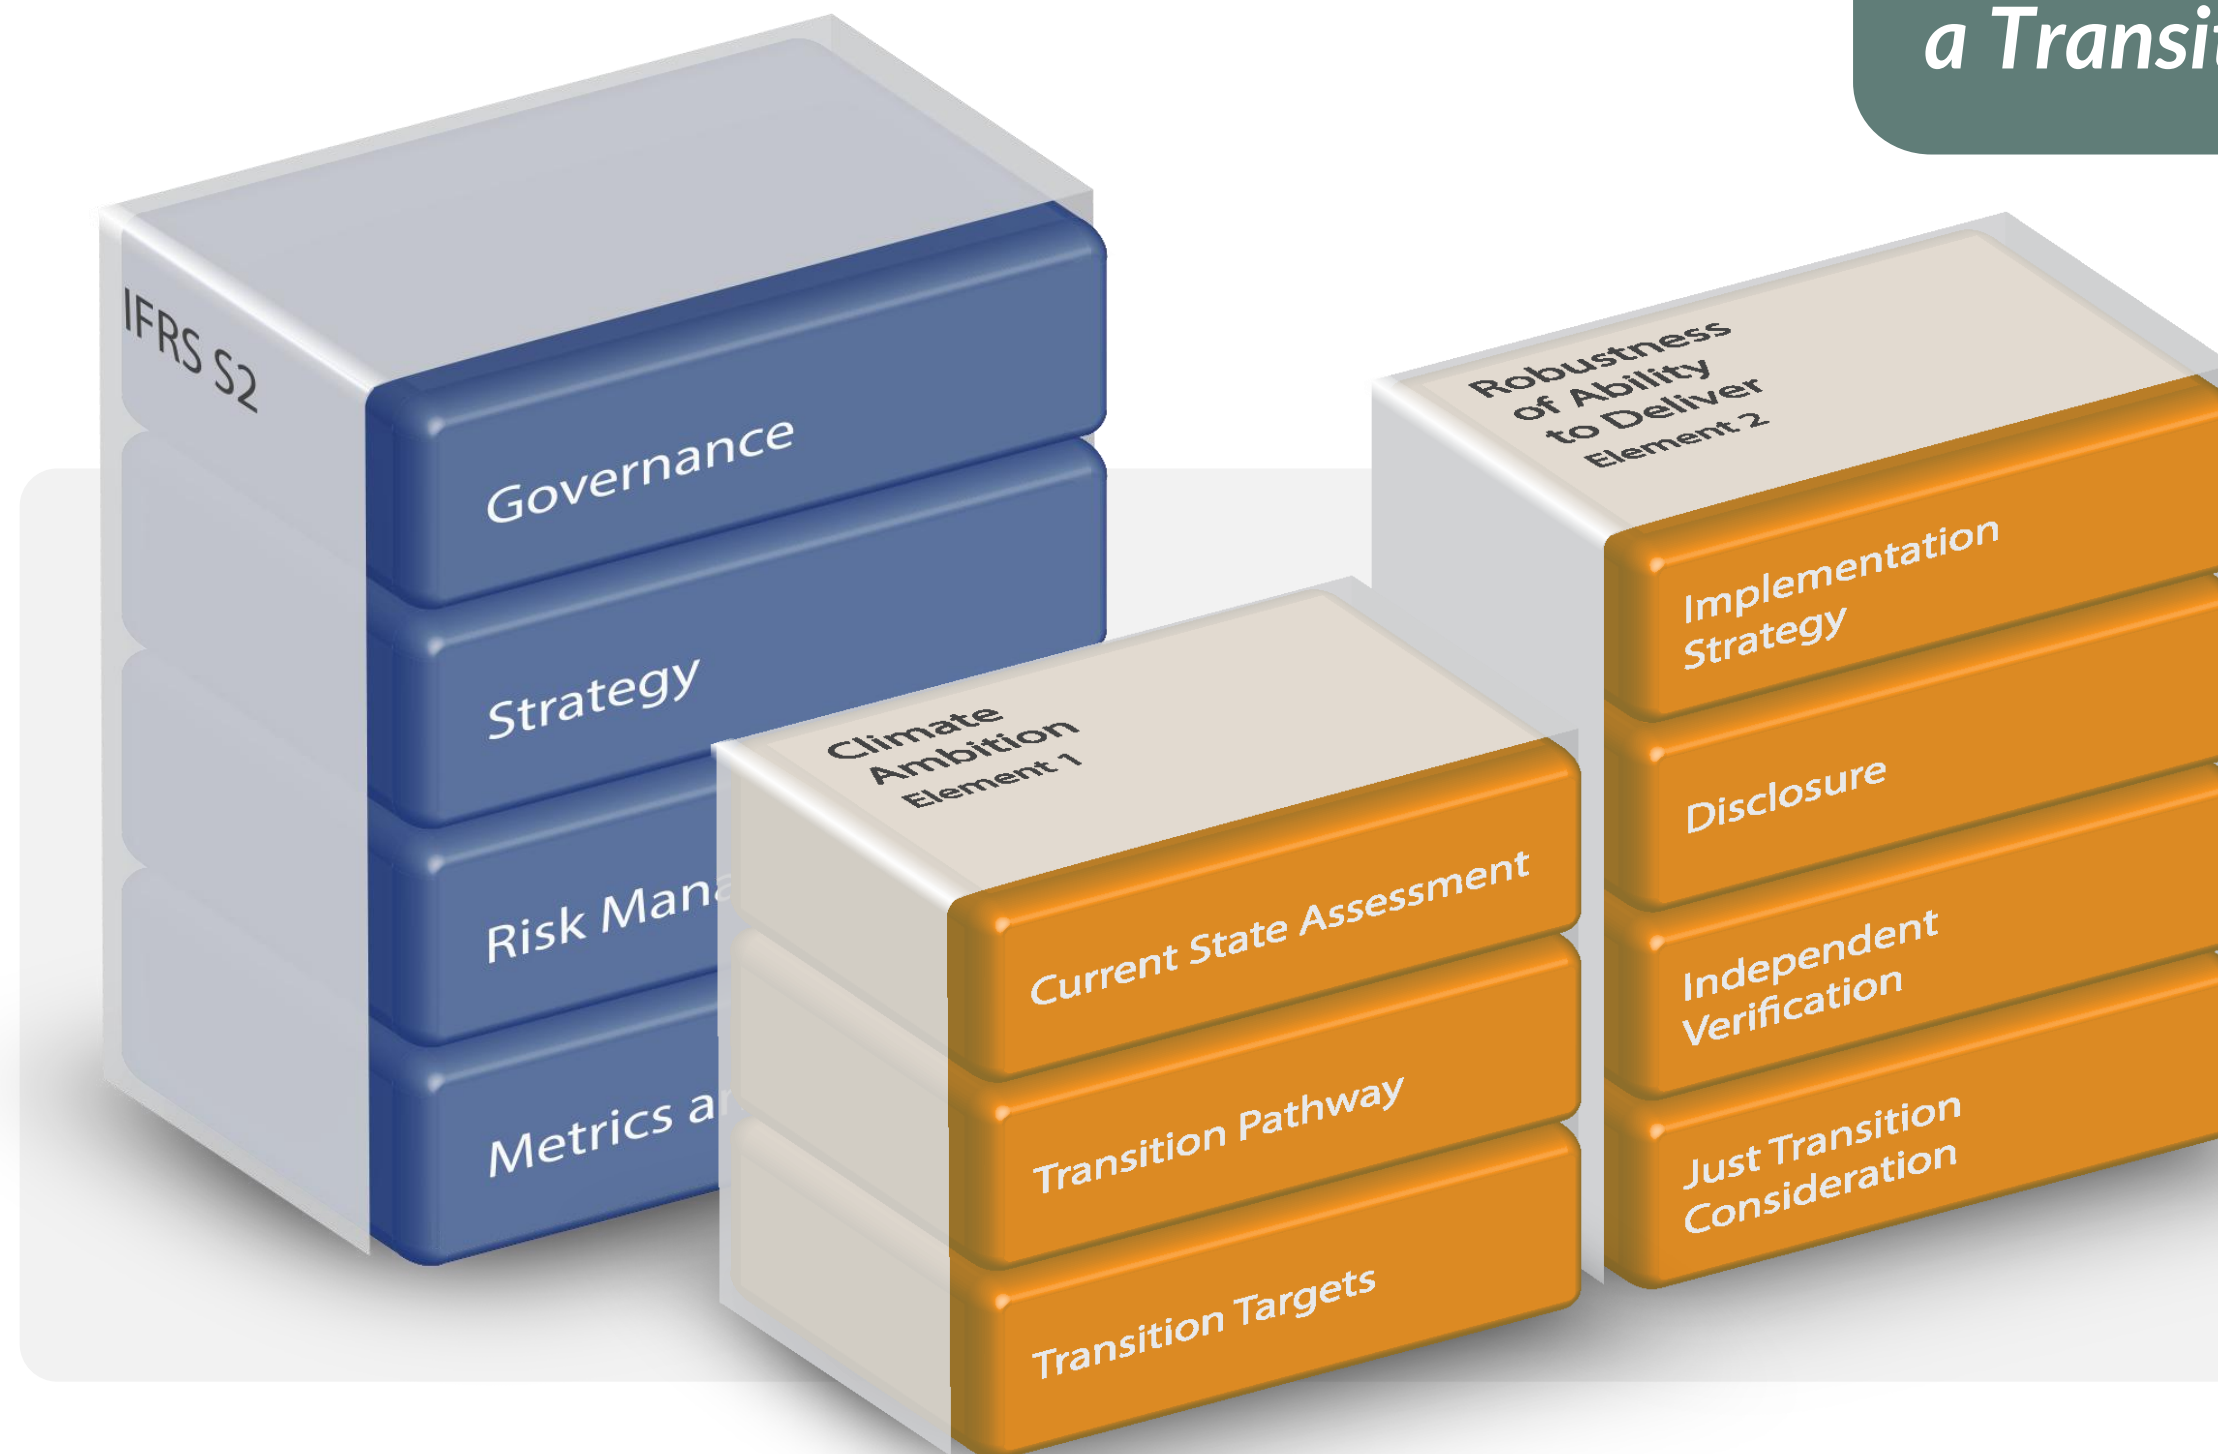 a Transit
IFRS S2
Governance
Strategy
Risk Mana
Metrics a
Climate
Ambition
Element 1
Current State Assessment
Transition Pathway
Transition Targets
Robustness
of Ability
to Deliver
Element 2
Implementation
Strategy
Disclosure
Independent
Verification
Just Transition
Consideration